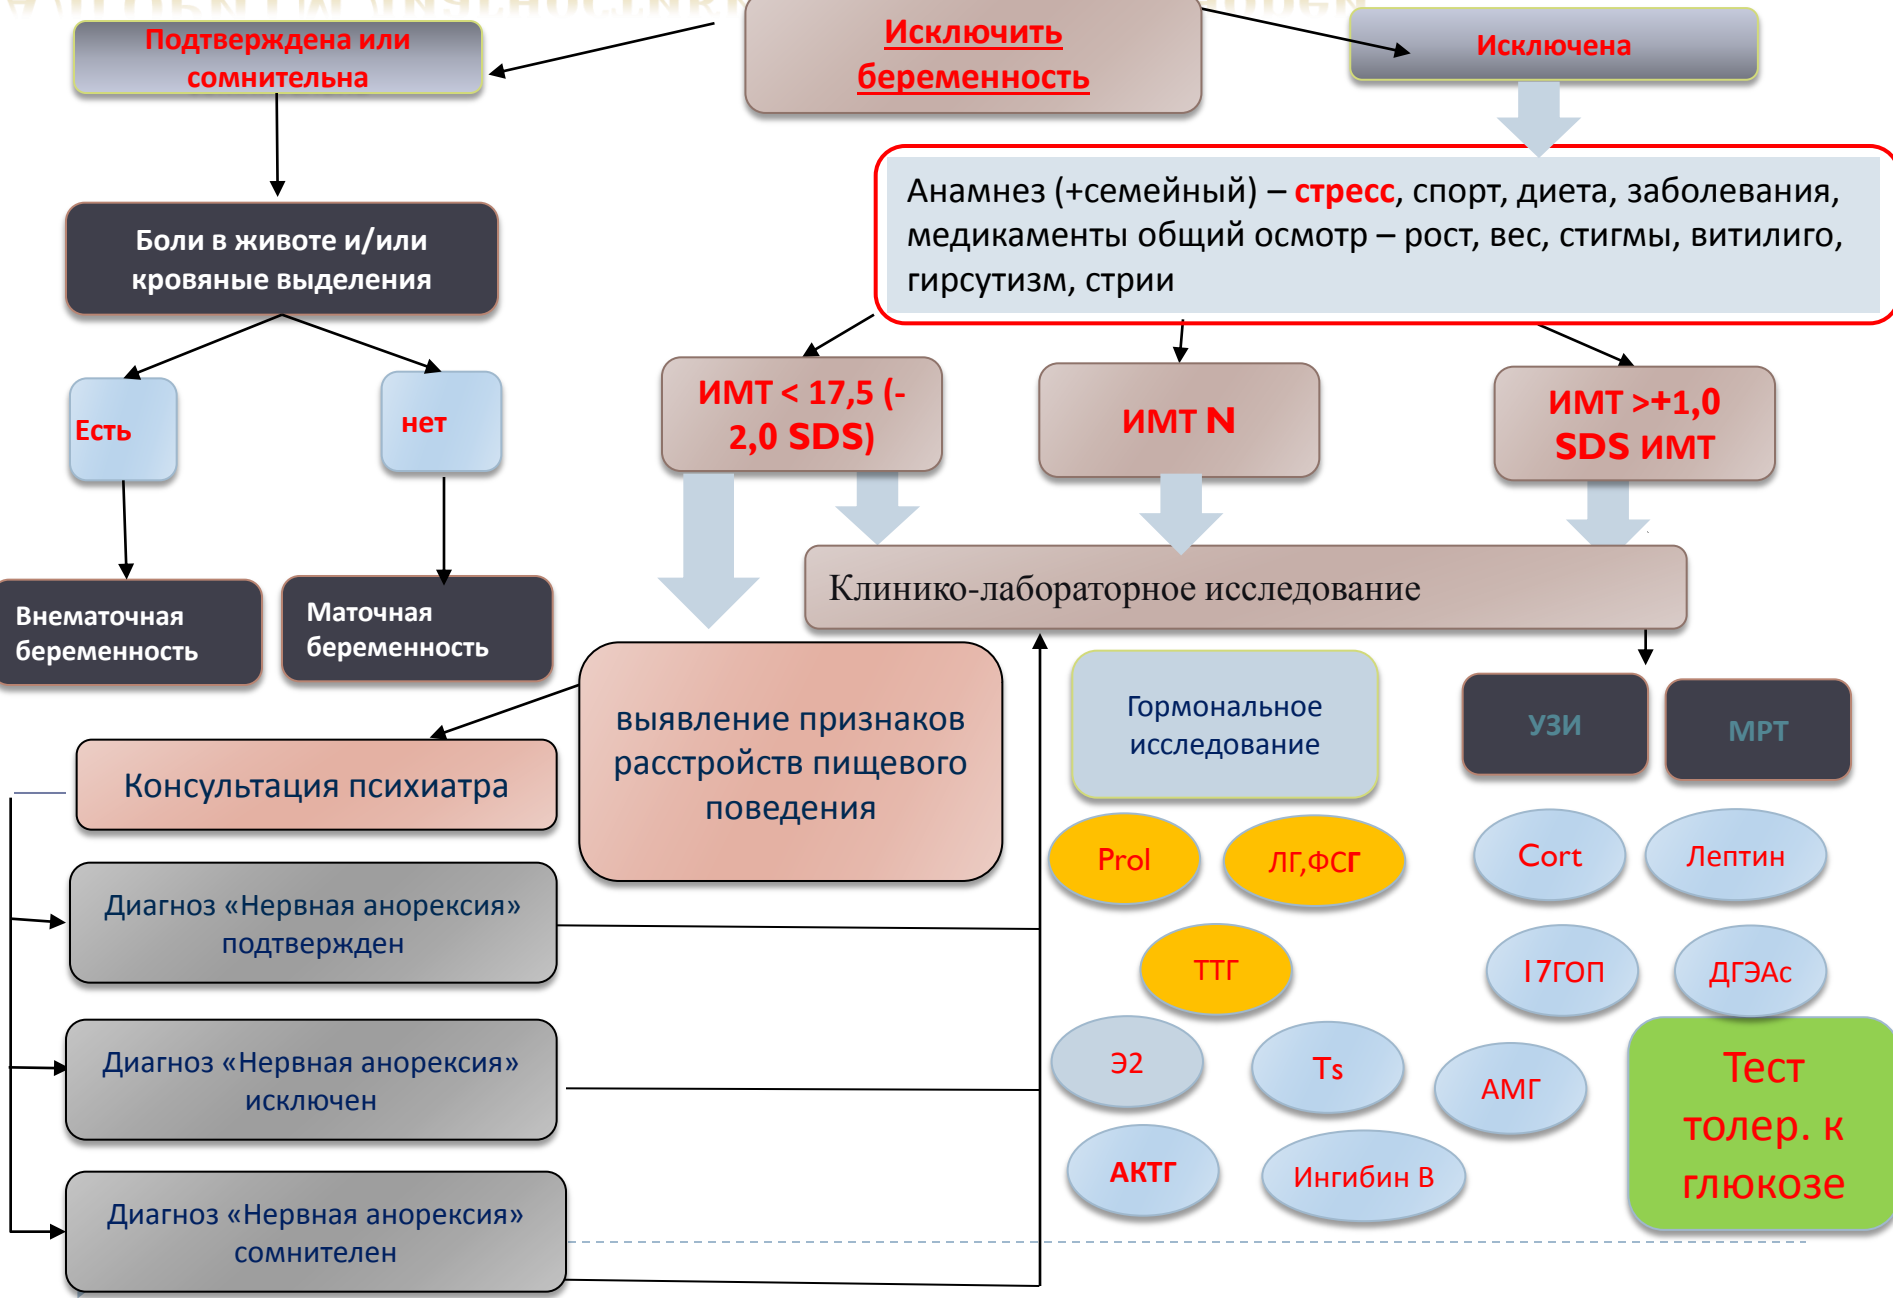 Исключить
беременность
Подтверждена или
сомнительна
Исключена
Боли в животе и/или
кровяные выделения
Есть
нет
Внематочная
беременность
Маточная
беременность
Анамнез (+семейный) – стресс, спорт, диета, заболевания,
медикаменты общий осмотр – рост, вес, стигмы, витилиго,
гирсутизм, стрии
ИМТ < 17,5 (-
2,0 SDS)
ИМТ N
ИМТ >+1,0
SDS ИМТ
Клинико-лабораторное исследование
выявление признаков
расстройств пищевого
поведения
Консультация психиатра
Диагноз «Нервная анорексия»
подтвержден
Диагноз «Нервная анорексия»
исключен
Диагноз «Нервная анорексия»
сомнителен
Гормональное
исследование
УЗИ
МРТ
Prol
ЛГ,ФСГ
Cort
Лептин
ТТГ
17ГОП
ДГЭАс
Э2
Ts
АМГ
АКТГ
Ингибин В
Тест
толер. к
глюкозе